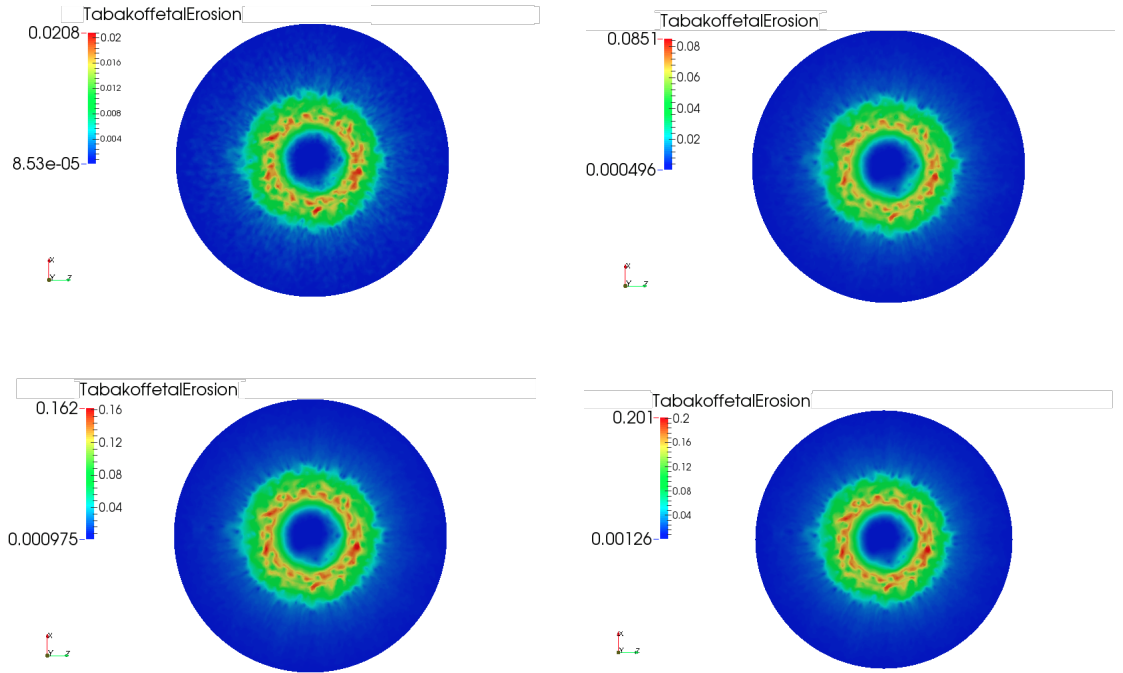 TabakoffetalErosion
0.0208
0.02
0.016
0.012
0.008
0.004
8.53e-05
X
Y Z
TabakoffetalErosion
0.0851
0.08
0.06
0.04
0.02
0.000496
X
Y Z
TabakoffetalErosion
0.162
0.16
0.12
0.08
0.04
0.000975
X
Y Z
TabakoffetalErosion
0.201
0.2
0.16
0.12
0.08
0.04
0.00126
X
Y Z